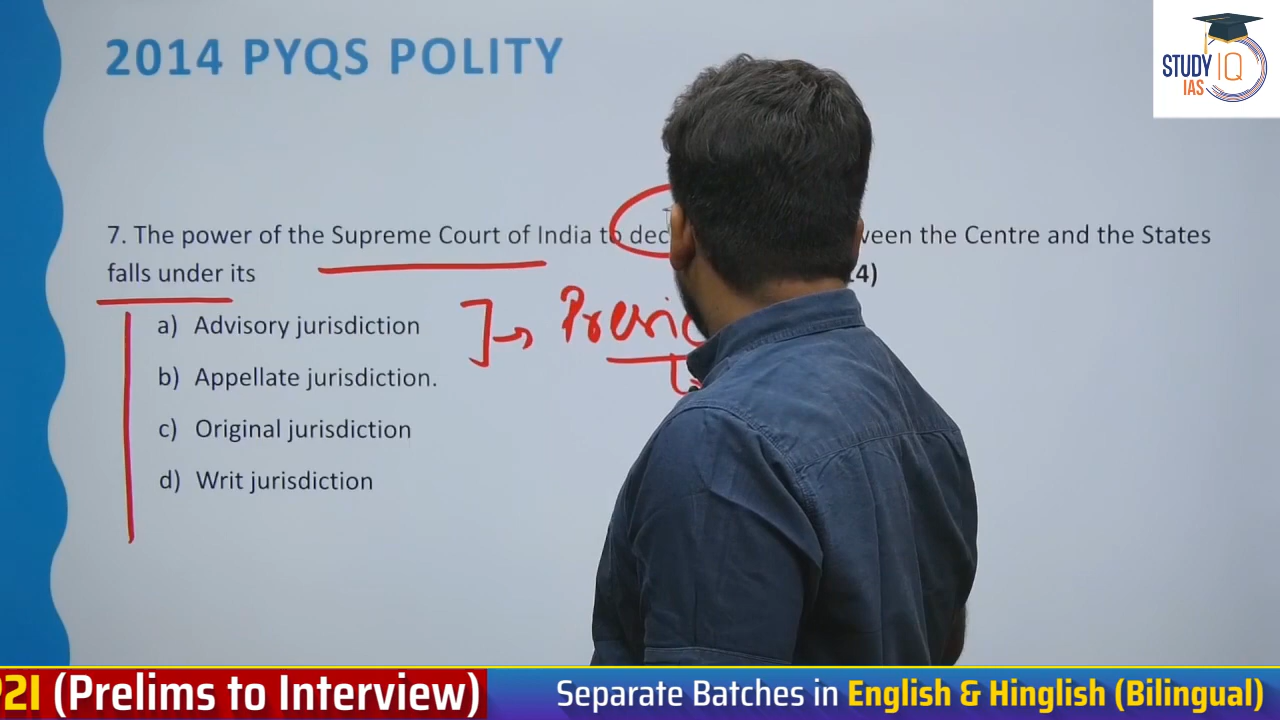 2014 PYQS POLITY
STUDY IQ
IAS
7. The power of the Supreme Court of India to dec veen the Centre and the States
falls under its 4)
a) Advisory jurisdiction
b) Appellate jurisdiction.
c) Original jurisdiction
d) Writ jurisdiction
P2I (Prelims to Interview)
Separate Batches in English & Hinglish (Bilingual)